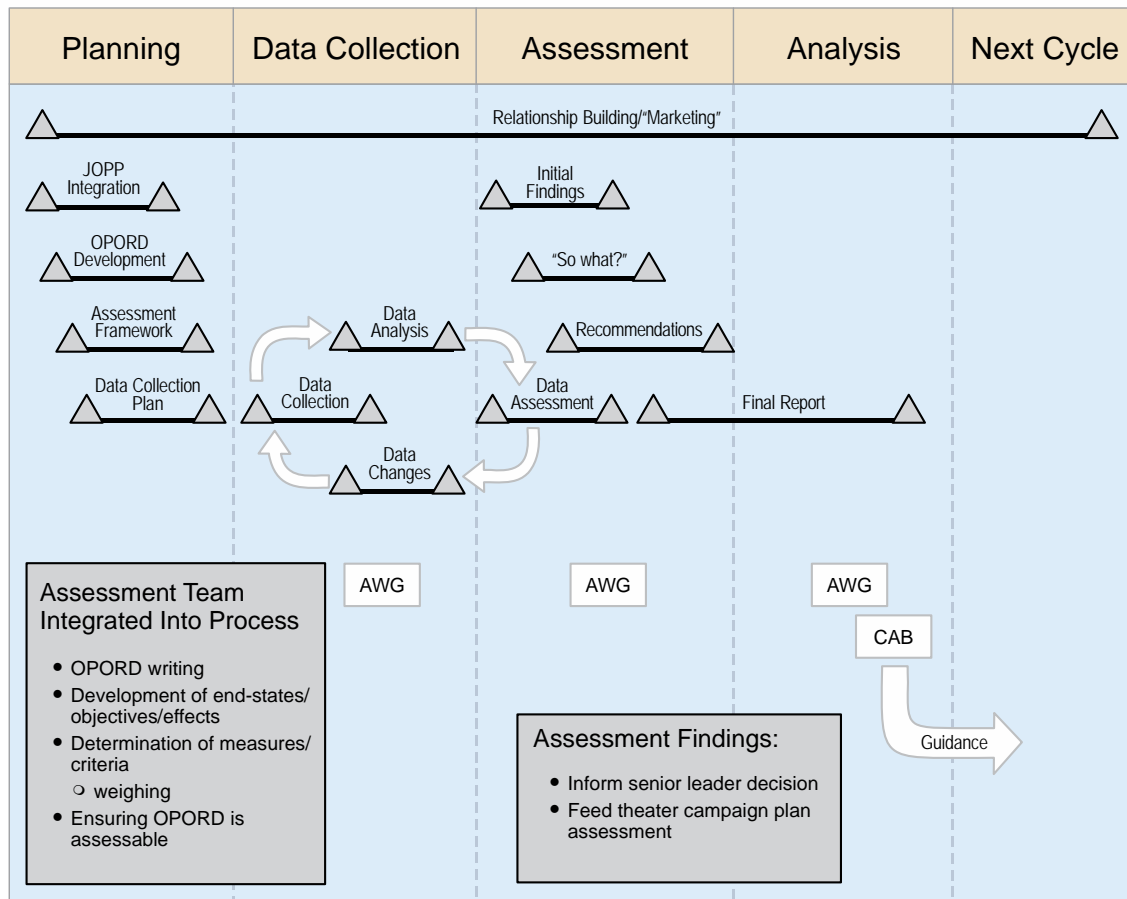 Planning
Data Collection
Assessment
Analysis
Next Cycle
Relationship Building/“Marketing”
JOPP
Integration
Initial
Findings
OPORD
Development
“So what?”
Assessment
Framework
Data
Analysis
Recommendations
Data Collection
Plan
Data
Collection
Data
Assessment
Final Report
Data
Changes
Assessment Team
Integrated Into Process
• OPORD writing
• Development of end-states/
objectives/effects
• Determination of measures/
criteria
○ weighing
• Ensuring OPORD is
assessable
AWG
AWG
AWG
CAB
Guidance
Assessment Findings:
• Inform senior leader decision
• Feed theater campaign plan
assessment